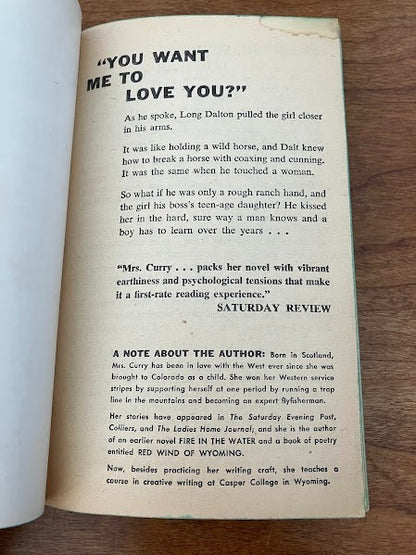 "YOU WANT
ME TO
LOVE YOU?"
As he spoke, Long Dalton pulled the girl closer
in his arms.
It was like holding a wild horse, and Dalt knew
how to break a horse with coaxing and cunning.
It was the same when he touched a woman.
So what if he was only a rough ranch hand, and
the girl his boss's teen-age daughter? He kissed
her in the hard, sure way a man knows and a
boy has to learn over the years . . .
"Mrs. Curry . . . packs her novel with vibrant
earthiness and psychological tensions that make
it a first-rate reading experience."
SATURDAY REVIEW
A NOTE ABOUT THE AUTHOR: Born in Scotland,
Mrs. Curry has been in love with the West ever since she was
brought to Colorado as a child. She won her Western service
stripes by supporting herself at one period by running a trap
line in the mountains and becoming an expert flyfisherman.
Her stories have appeared in The Saturday Evening Post,
Colliers, and The Ladies Home Journal; and she is the author
of an earlier novel FIRE IN THE WATER and a book of poetry
entitled RED WIND OF WYOMING.
Now, besides practicing her writing craft, she teaches a
course in creative writing at Casper College in Wyoming.